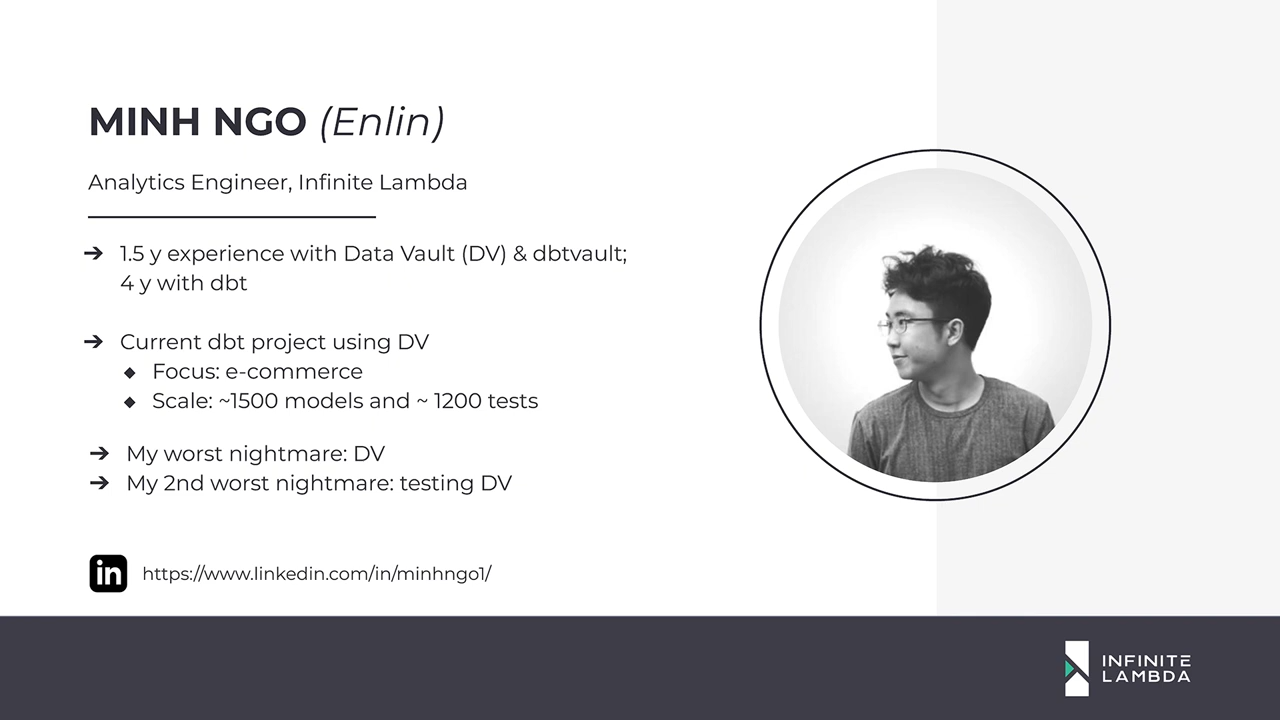 MINH NGO (Enlin)
Analytics Engineer, Infinite Lambda
➔ 1.5 y experience with Data Vault (DV) & dbtvault;
4 y with dbt
➔ Current dbt project using DV
◆ Focus: e-commerce
◆ Scale: ~1500 models and ~ 1200 tests
➔ My worst nightmare: DV
➔ My 2nd worst nightmare: testing DV
in https://www.linkedin.com/in/minhngo1/
INFINITE
LAMBDA